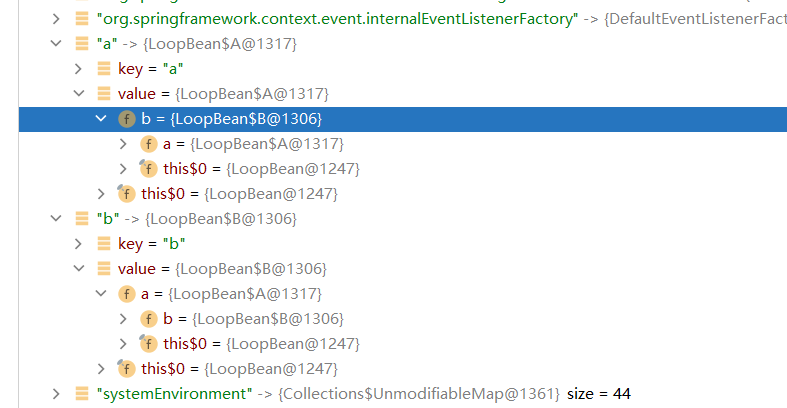 "org.springframework.context.event.internalEventListenerFactory" -> {DefaultEventListenerFact
"a" -> {LoopBean$A@1317}
key = "a"
value = {LoopBean$A@1317}
b = {LoopBean$B@1306}
a = {LoopBean$A@1317}
this$0 = {LoopBean@1247}
this$0 = {LoopBean@1247}
"b" -> {LoopBean$B@1306}
key = "b"
value = {LoopBean$B@1306}
a = {LoopBean$A@1317}
b = {LoopBean$B@1306}
this$0 = {LoopBean@1247}
this$0 = {LoopBean@1247}
"systemEnvironment" -> {Collections$UnmodifiableMap@1361} size = 44